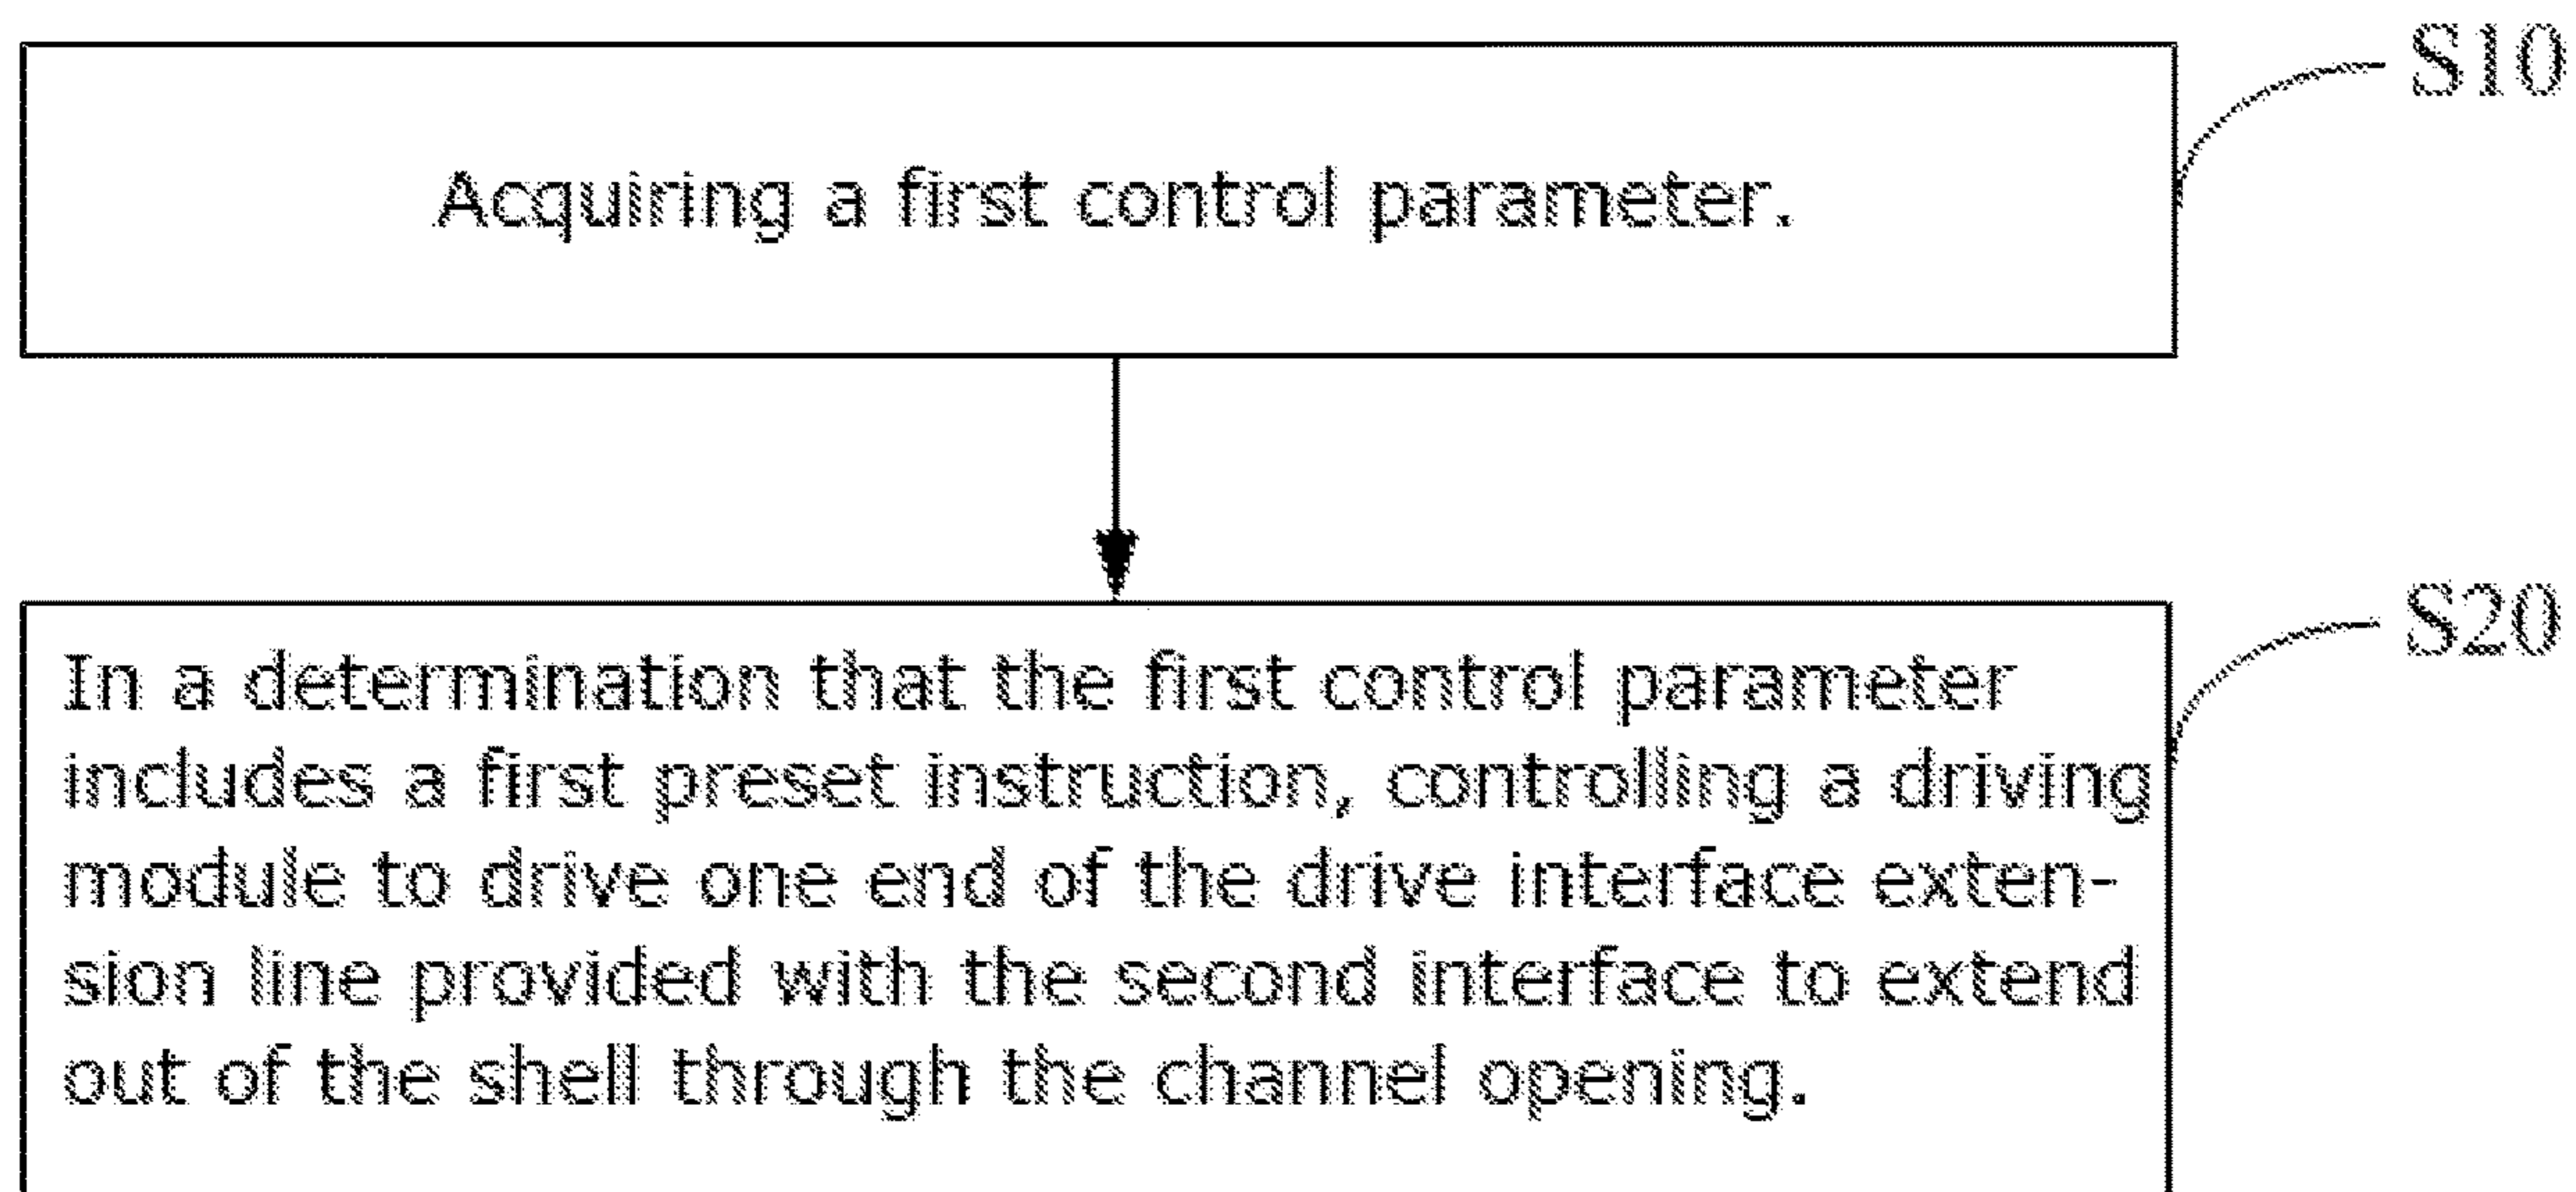 S10
Acquiring a first control parameter.
S20
In a determination that the first control parameter
includes a first preset instruction, controlling a driving
module to drive one end of the drive interface exten-
sion line provided with the second interface to extend
out of the shell through the channel opening.